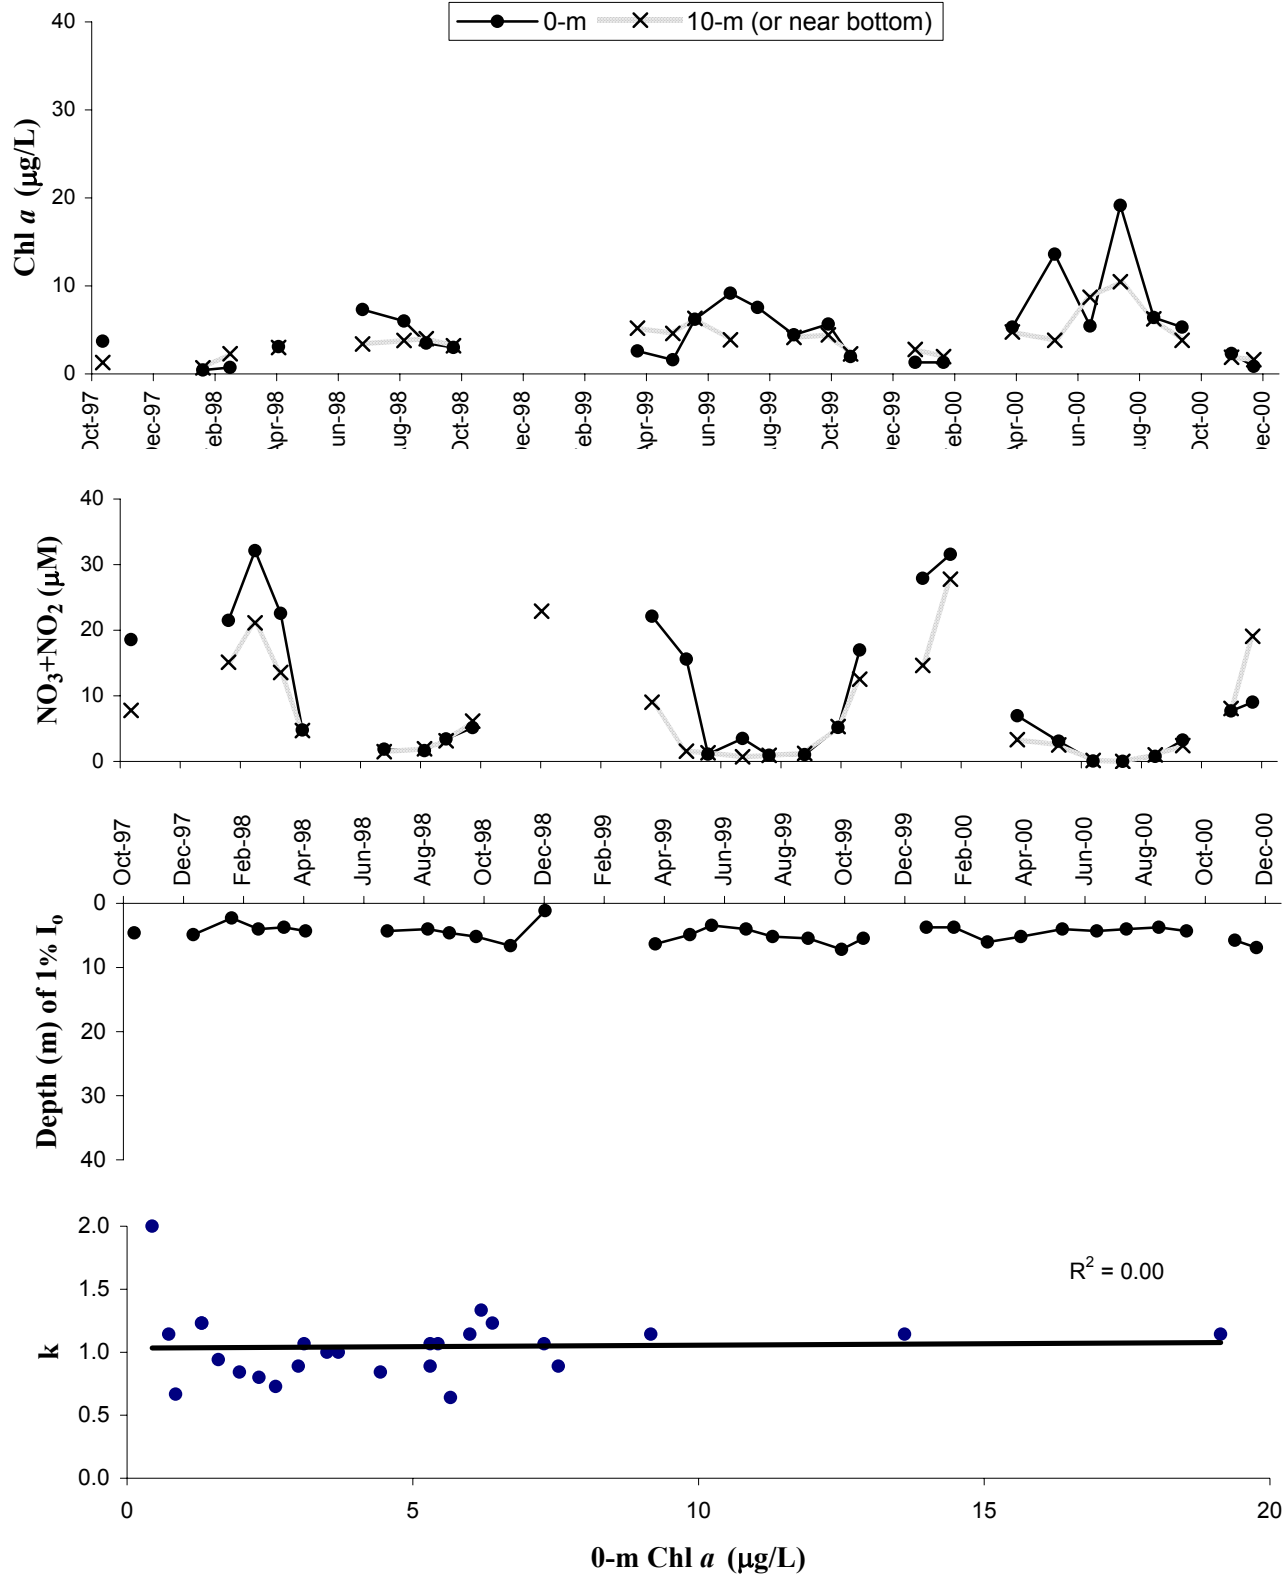 0-m 10-m (or near bottom)
Chl a (µg/L)
40
30
20
10
0
Oct-97 Dec-97 Feb-98 Apr-98 Jun-98 Aug-98 Oct-98 Dec-98 Feb-99 Apr-99 Jun-99 Aug-99 Oct-99 Dec-99 Feb-00 Apr-00 Jun-00 Aug-00 Oct-00 Dec-00
NO3+NO2 (µM)
40
30
20
10
0
Oct-97 Dec-97 Feb-98 Apr-98 Jun-98 Aug-98 Oct-98 Dec-98 Feb-99 Apr-99 Jun-99 Aug-99 Oct-99 Dec-99 Feb-00 Apr-00 Jun-00 Aug-00 Oct-00 Dec-00
Depth (m) of 1% Io
0
10
20
30
40
k
2.0
1.5
1.0
0.5
0.0
R2 = 0.00
0 5 10 15 20
0-m Chl a (µg/L)